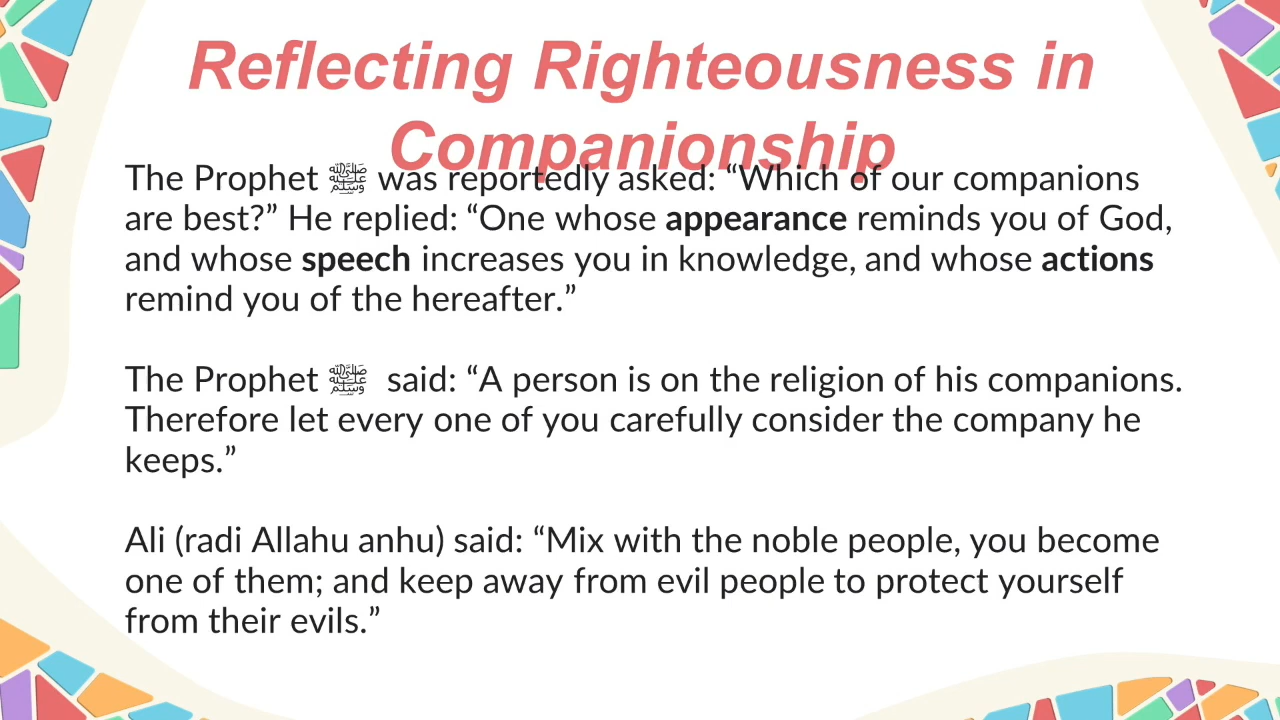 Reflecting Righteousness in
Companionship
The Prophet ﷺ was reportedly asked: “Which of our companions
are best?” He replied: “One whose appearance reminds you of God,
and whose speech increases you in knowledge, and whose actions
remind you of the hereafter.”
The Prophet ﷺ said: “A person is on the religion of his companions.
Therefore let every one of you carefully consider the company he
keeps.”
Ali (radi Allahu anhu) said: “Mix with the noble people, you become
one of them; and keep away from evil people to protect yourself
from their evils.”